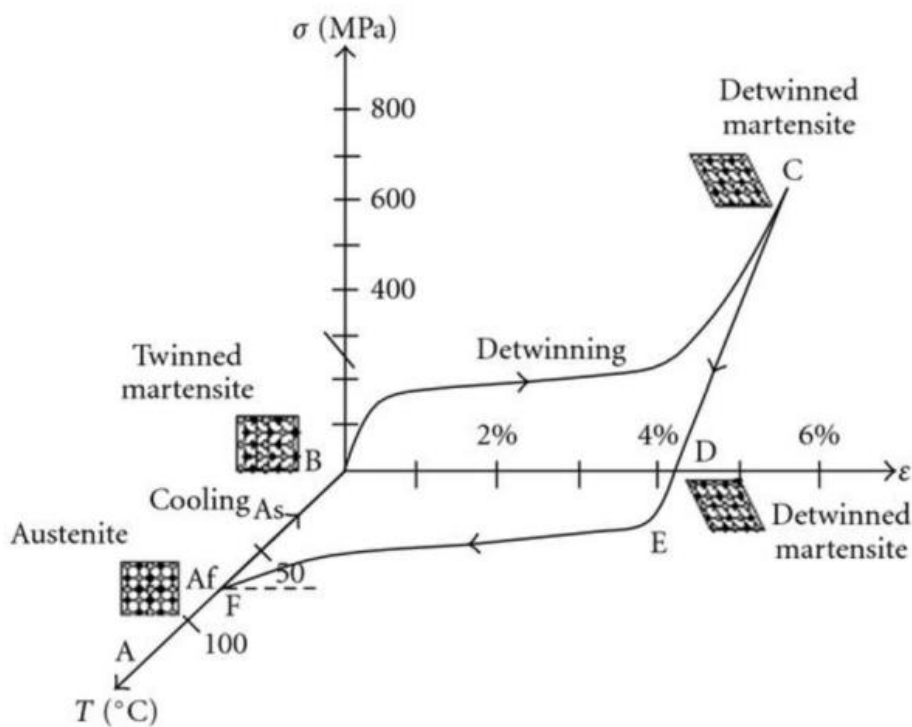 σ (MPa)
800
600
400
Detwinned
martensite
C
Twinned
martensite
Detwinning
2%
4%
6%
B
D
ε
Cooling
As
Austenite
Af
50
F
E
Detwinned
martensite
A
100
T (°C)